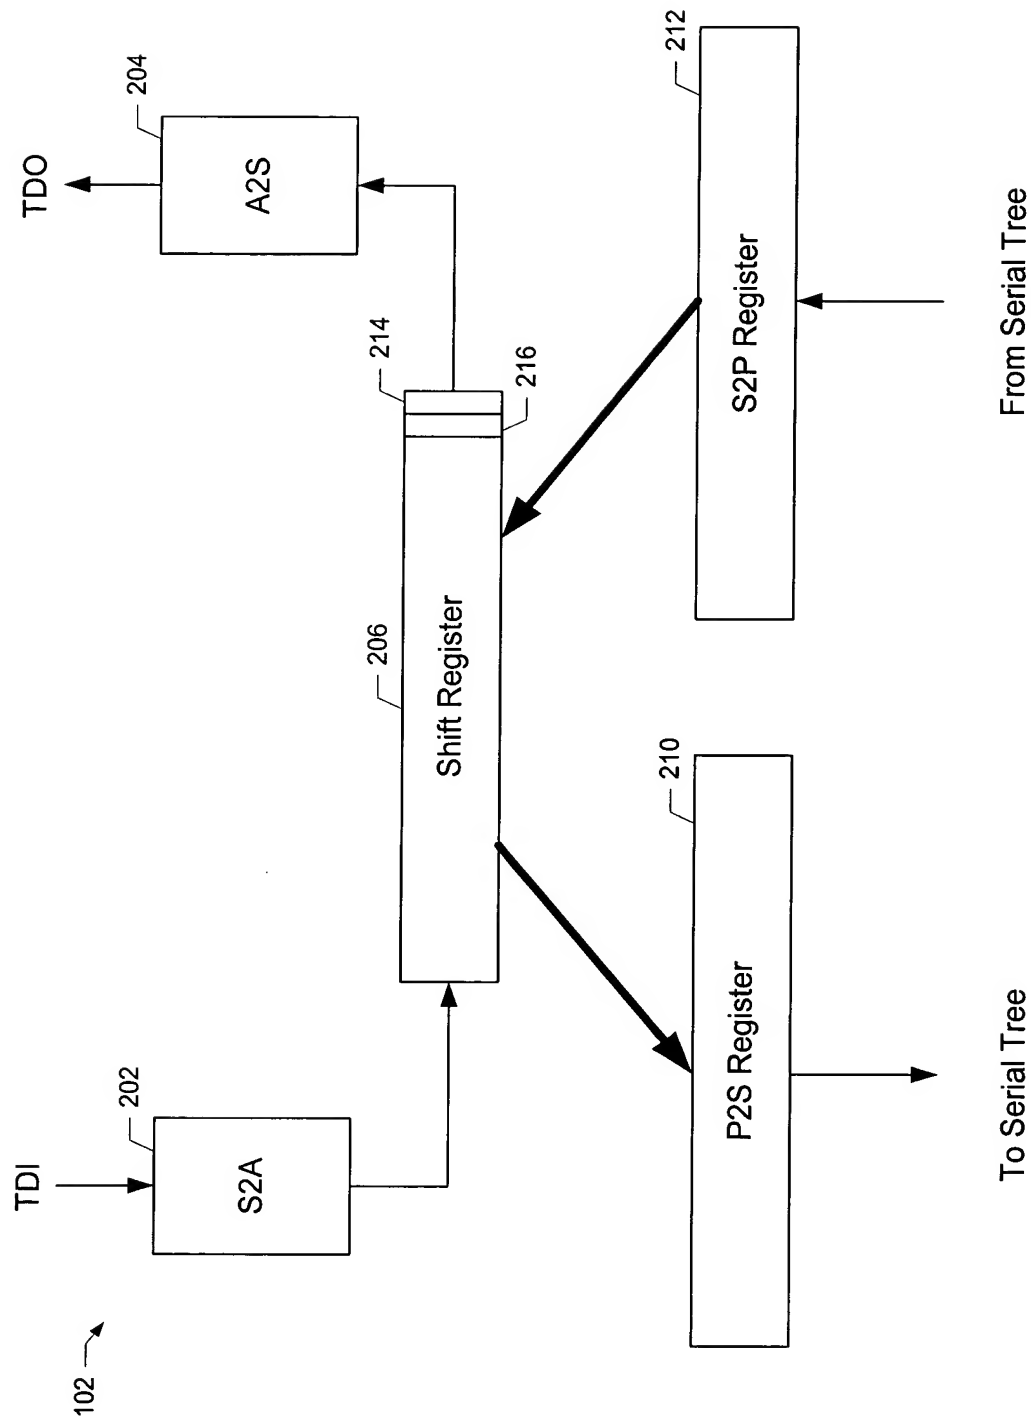 102
TDI
202
S2A
TDO
204
A2S
206
Shift Register
214
216
210
P2S Register
212
S2P Register
To Serial Tree
From Serial Tree